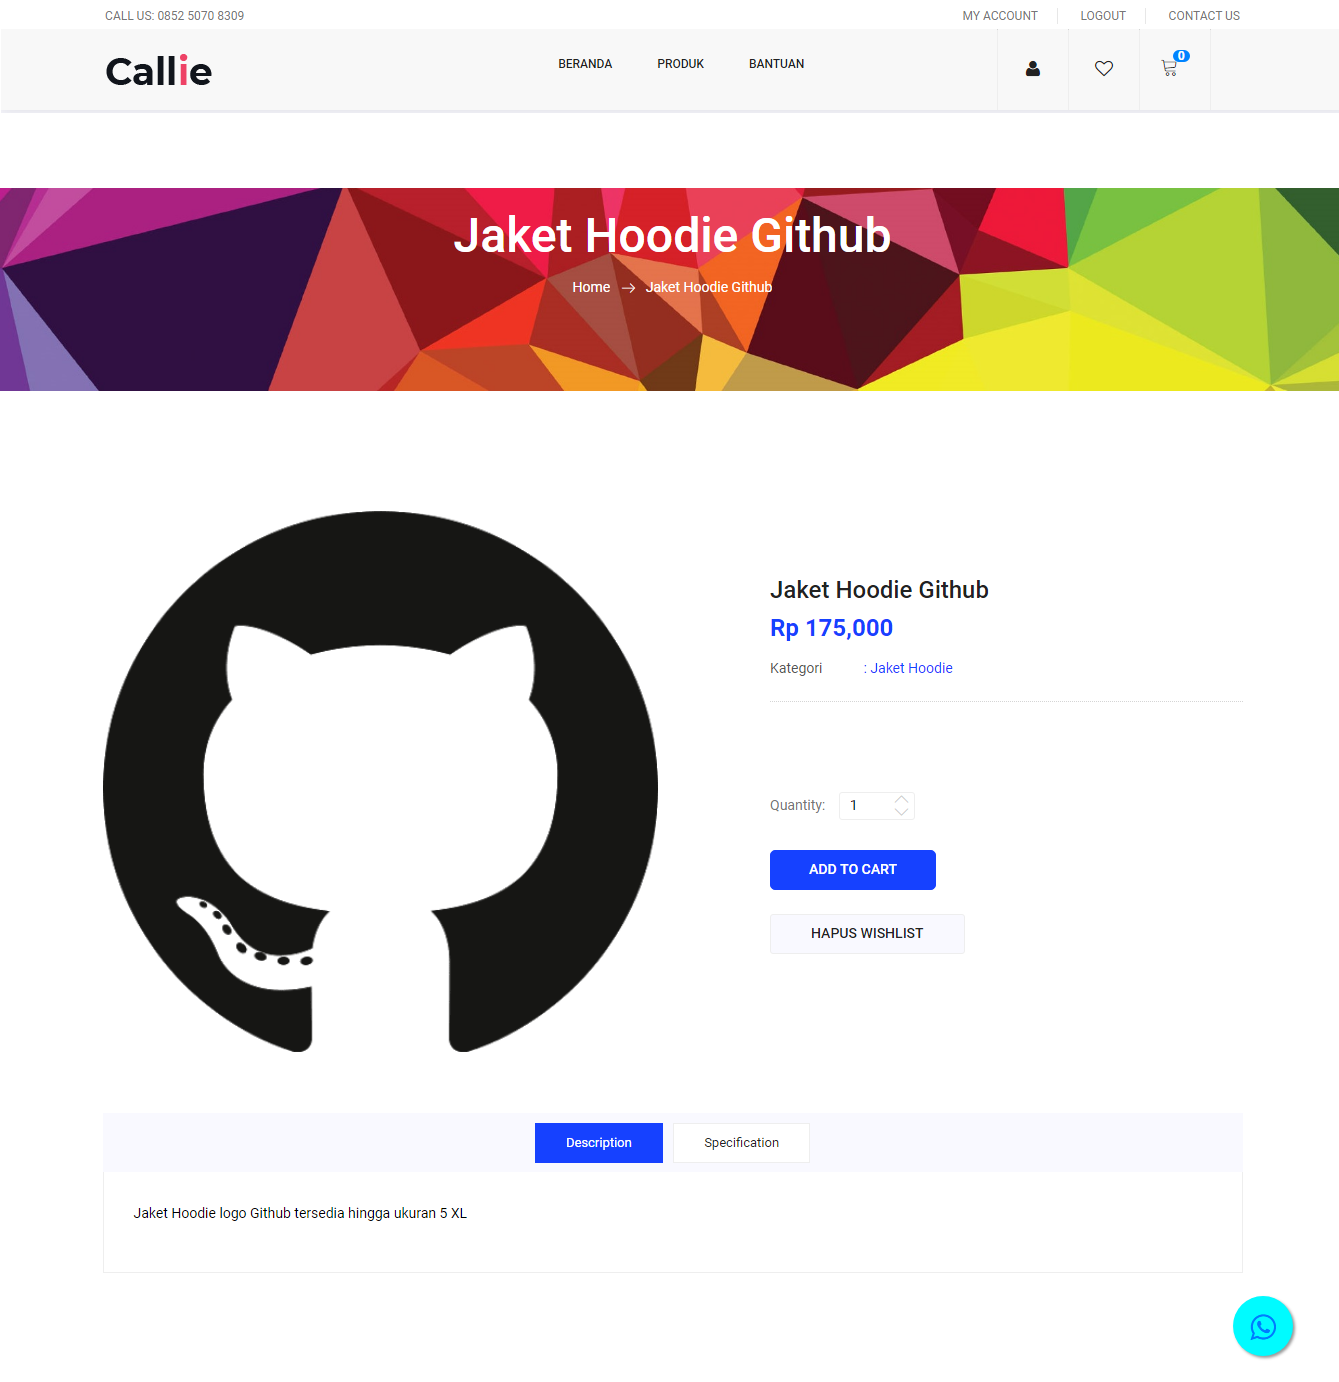 CALL US: 0852 5070 8309
MY ACCOUNT
LOGOUT
CONTACT US
Callie
BERANDA
PRODUK
BANTUAN
0
Jaket Hoodie Github
Home → Jaket Hoodie Github
Jaket Hoodie Github
Rp 175,000
Kategori : Jaket Hoodie
Quantity: 1
ADD TO CART
HAPUS WISHLIST
Description
Specification
Jaket Hoodie logo Github tersedia hingga ukuran 5 XL